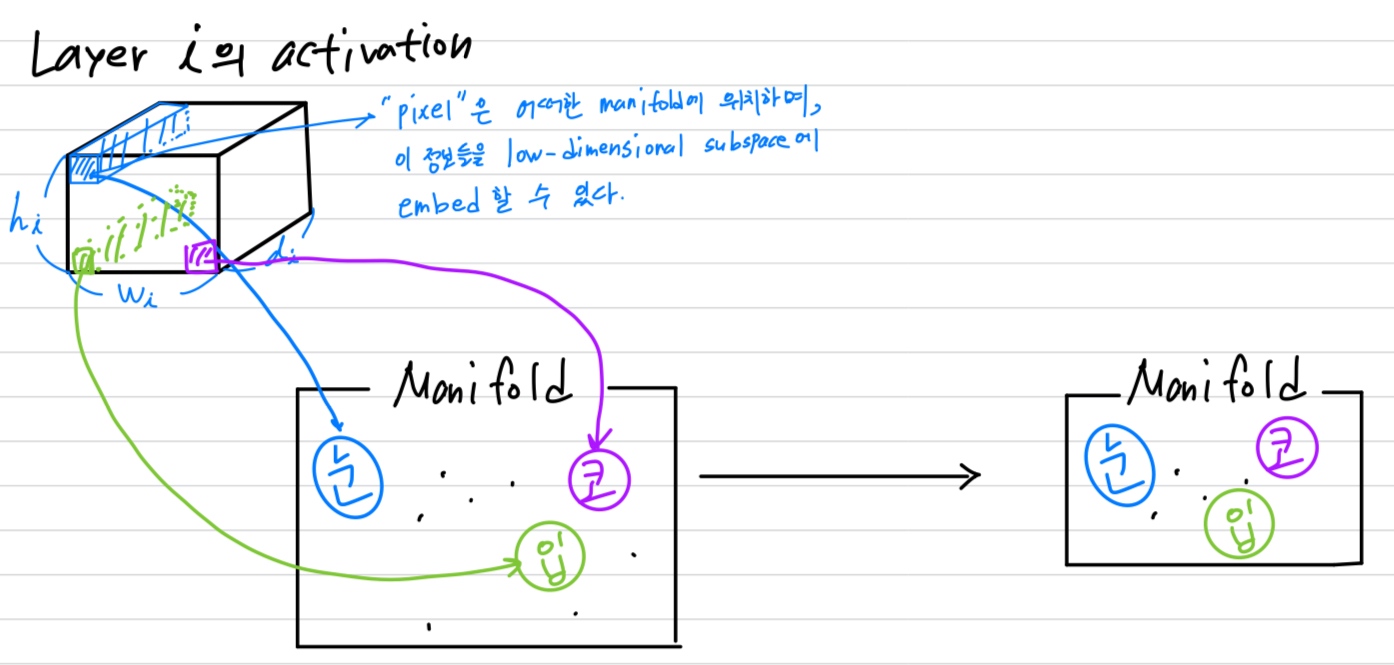 Layer i의 activation
"pixel"은 어떠한 manifold에 위치하며,
이 정보들을 low-dimensional subspace에
embed 할 수 있다.
hi
di
wi
Manifold
눈
코
입
Manifold
눈
코
입